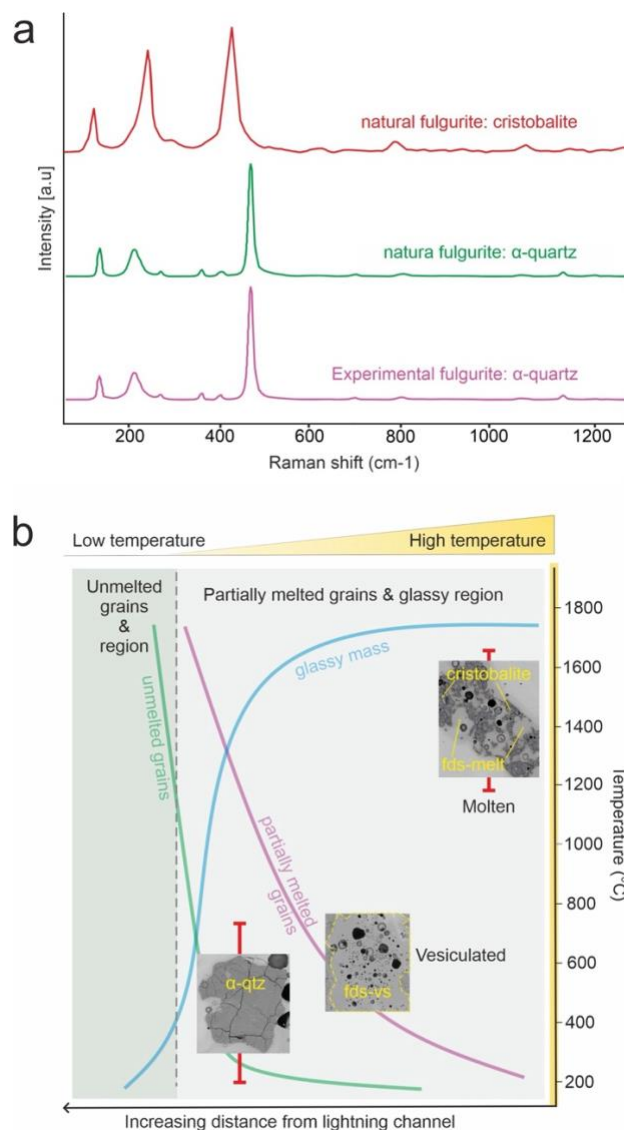 a
Intensity [a.u]
natural fulgurite: cristobalite
natura fulgurite: α-quartz
Experimental fulgurite: α-quartz
200
400
600
800
1000
1200
Raman shift (cm-1)
b
Low temperature
High temperature
Unmelted
grains
&
region
Partially melted grains & glassy region
unmelted grains
glassy mass
partially melted
grains
cristobalite
fds-melt
Molten
α-qtz
fds-vs
Vesiculated
1800
1600
1400
1200
1000
800
600
400
200
Temperature (°C)
Increasing distance from lightning channel